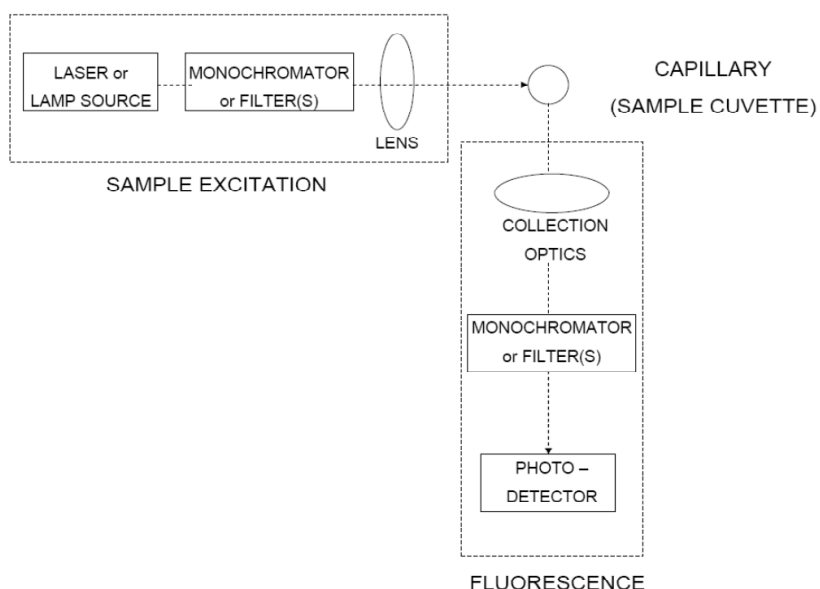 LASER or
LAMP SOURCE
MONOCHROMATOR
or FILTER(S)
LENS
SAMPLE EXCITATION
CAPILLARY
(SAMPLE CUVETTE)
COLLECTION
OPTICS
MONOCHROMATOR
or FILTER(S)
PHOTO –
DETECTOR
FLUORESCENCE